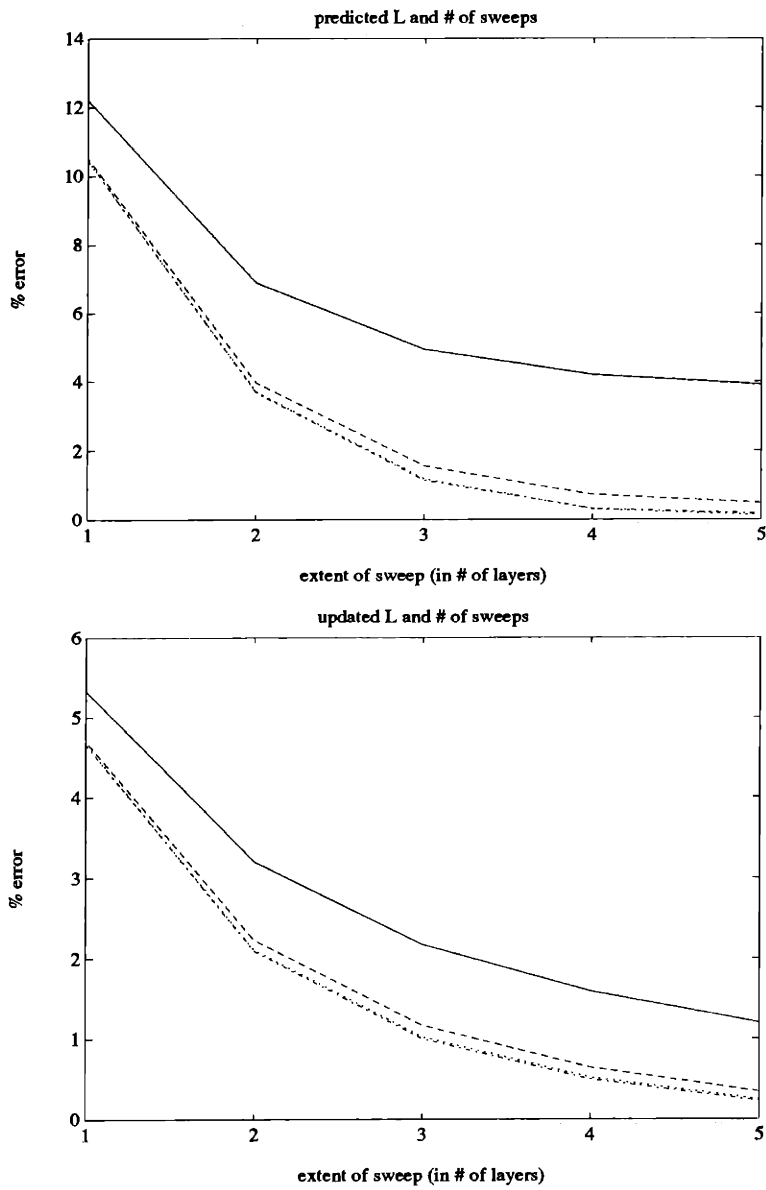 predicted L and # of sweeps
14
12
10
8
6
4
2
0
% error
1 2 3 4 5
extent of sweep (in # of layers)
updated L and # of sweeps
6
5
4
3
2
1
0
% error
1 2 3 4 5
extent of sweep (in # of layers)